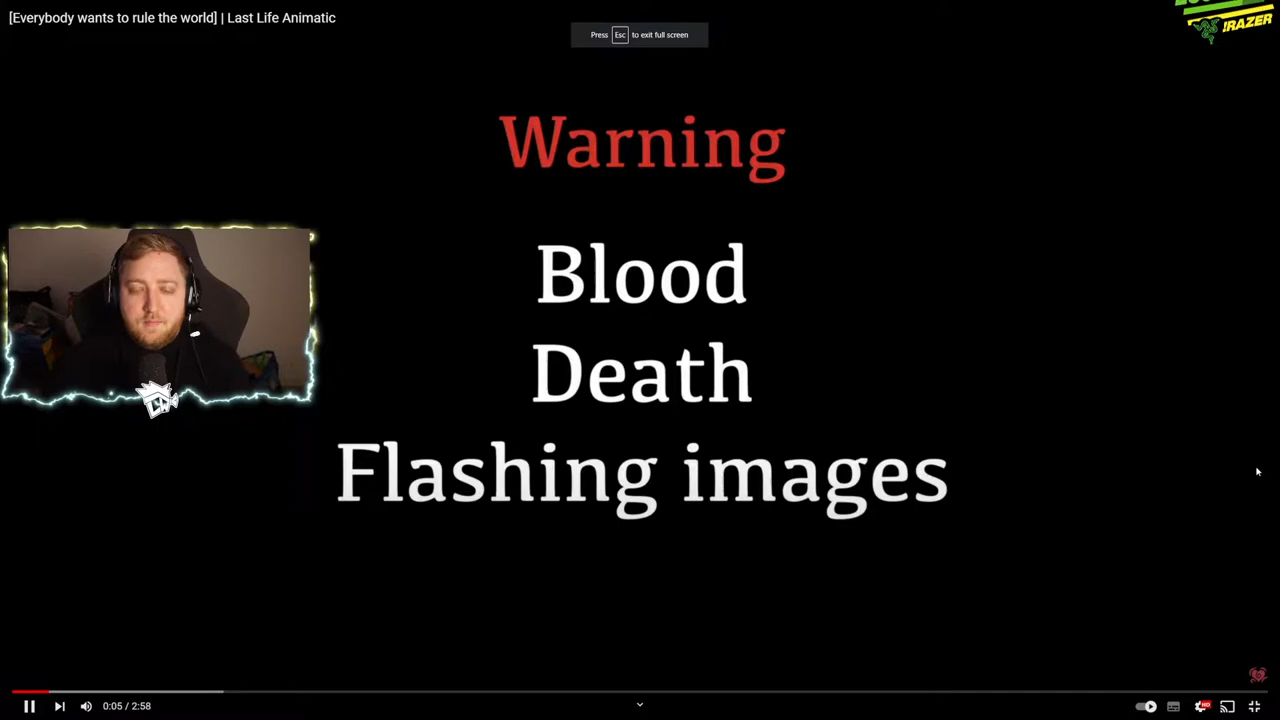 [Everybody wants to rule the world] | Last Life Animatic
Press Esc to exit full screen
RAZER
Warning
Blood
Death
Flashing images
0:05 / 2:58
HD